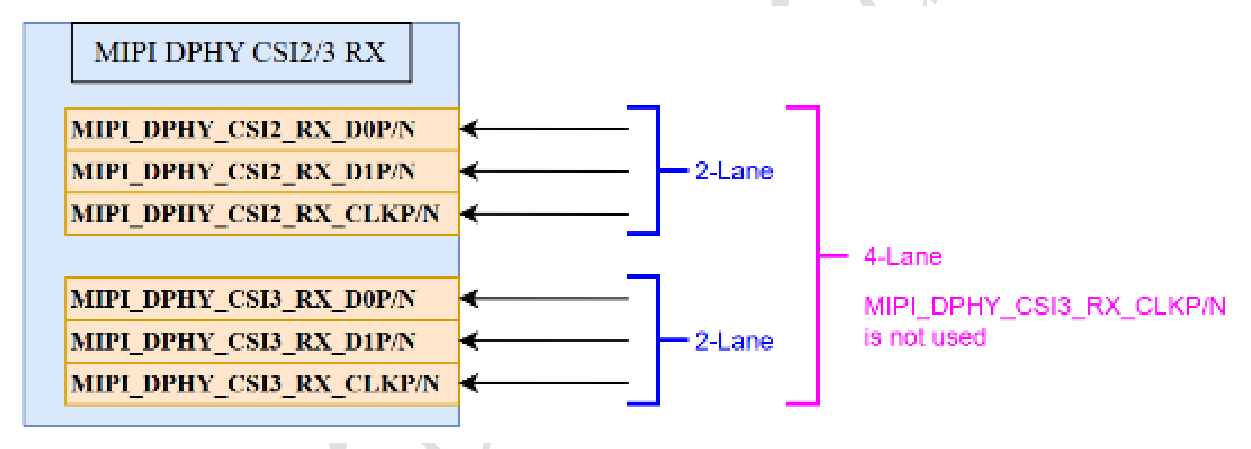 MIPI DPHY CSI2/3 RX
MIPI_DPHY_CSI2_RX_D0P/N
MIPI_DPHY_CSI2_RX_D1P/N
MIPI_DPHY_CSI2_RX_CLKP/N
2-Lane
MIPI_DPHY_CSI3_RX_D0P/N
MIPI_DPHY_CSI3_RX_D1P/N
MIPI_DPHY_CSI3_RX_CLKP/N
2-Lane
4-Lane
MIPI_DPHY_CSI3_RX_CLKP/N
is not used